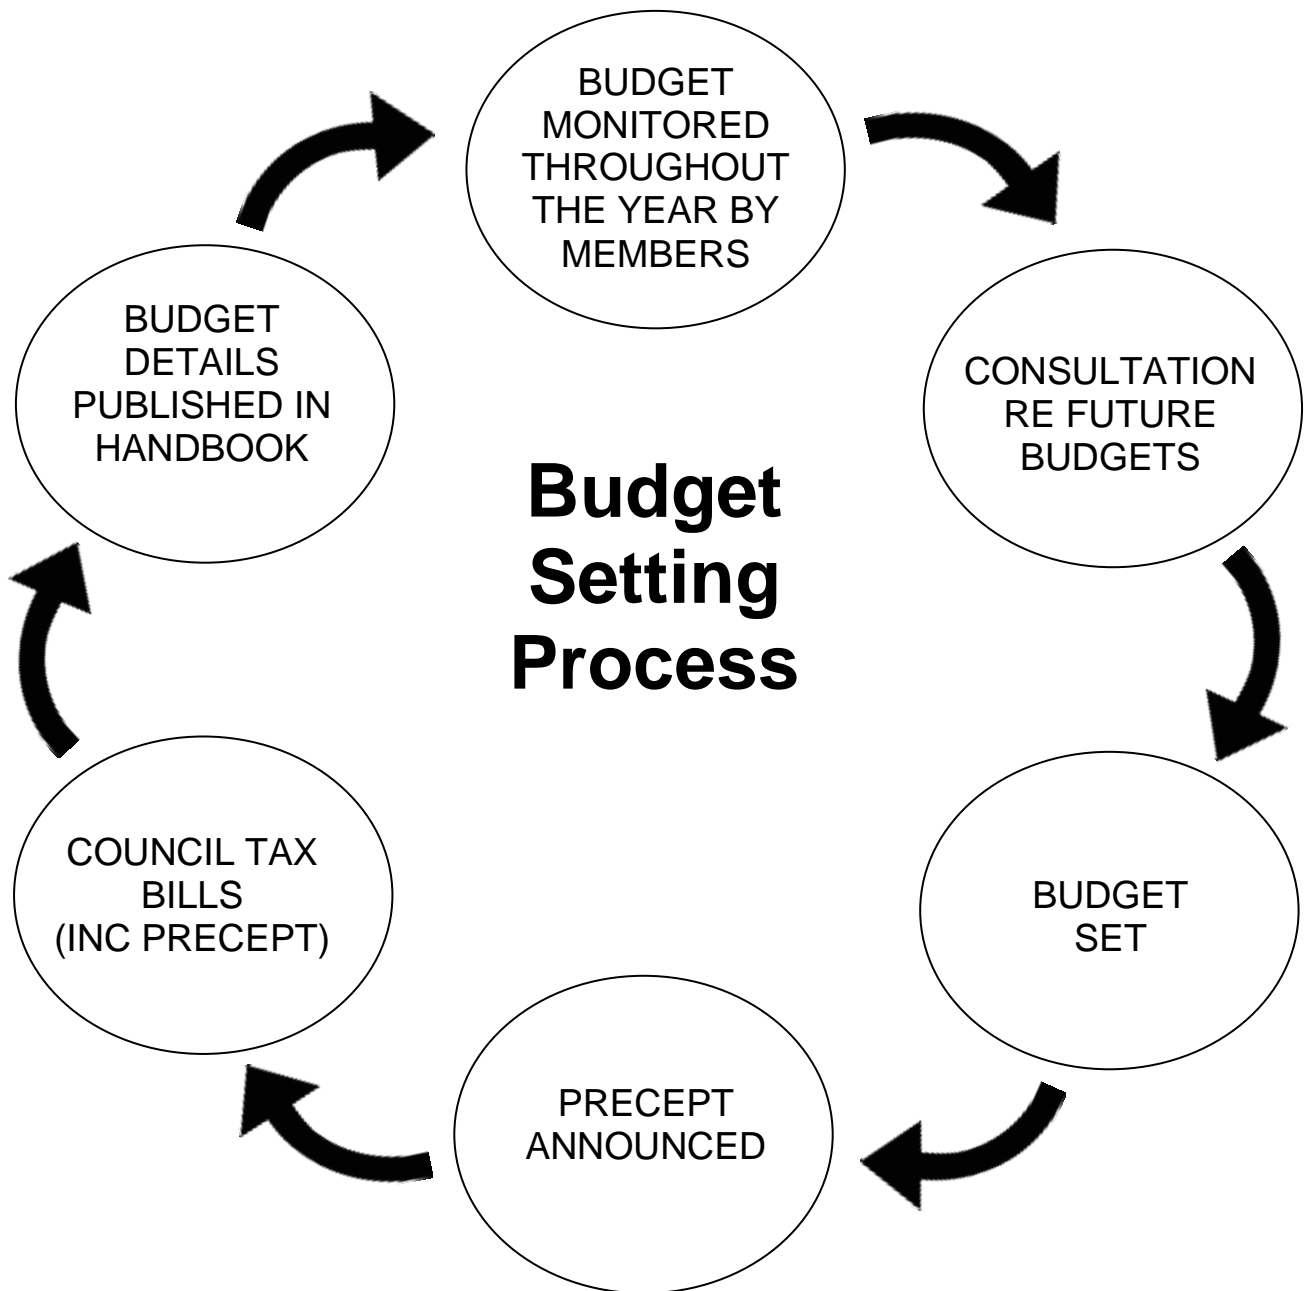 BUDGET
MONITORED
THROUGHOUT
THE YEAR BY
MEMBERS
CONSULTATION
RE FUTURE
BUDGETS
BUDGET
SET
PRECEPT
ANNOUNCED
COUNCIL TAX
BILLS
(INC PRECEPT)
BUDGET
DETAILS
PUBLISHED IN
HANDBOOK
Budget
Setting
Process